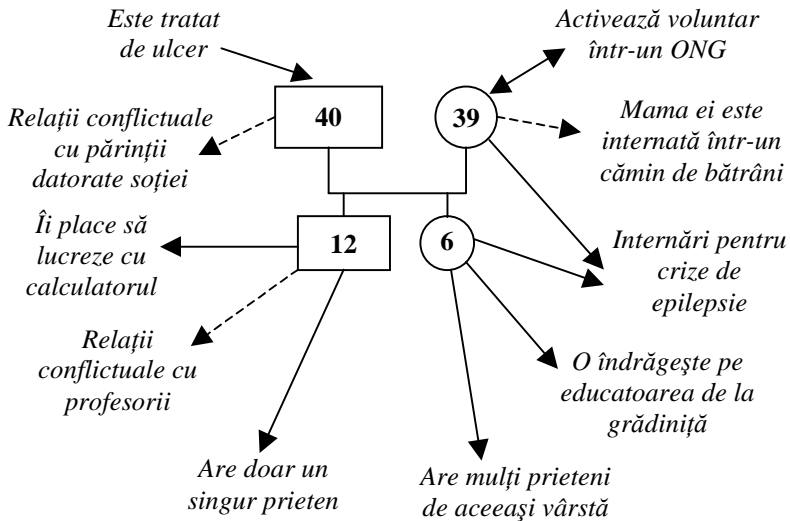 Este tratat
de ulcer
Activează voluntar
într-un ONG
40
39
Relații conflictuale
cu părinții
datorate soției
Mama ei este
internată într-un
cămin de bătrâni
Îi place să
lucreze cu
calculatorul
12
6
Internări pentru
crize de
epilepsie
Relații
conflictuale cu
profesorii
O îndrăgeşte pe
educatoarea de la
grădiniță
Are doar un
singur prieten
Are mulți prieteni
de aceeaşi vârstă